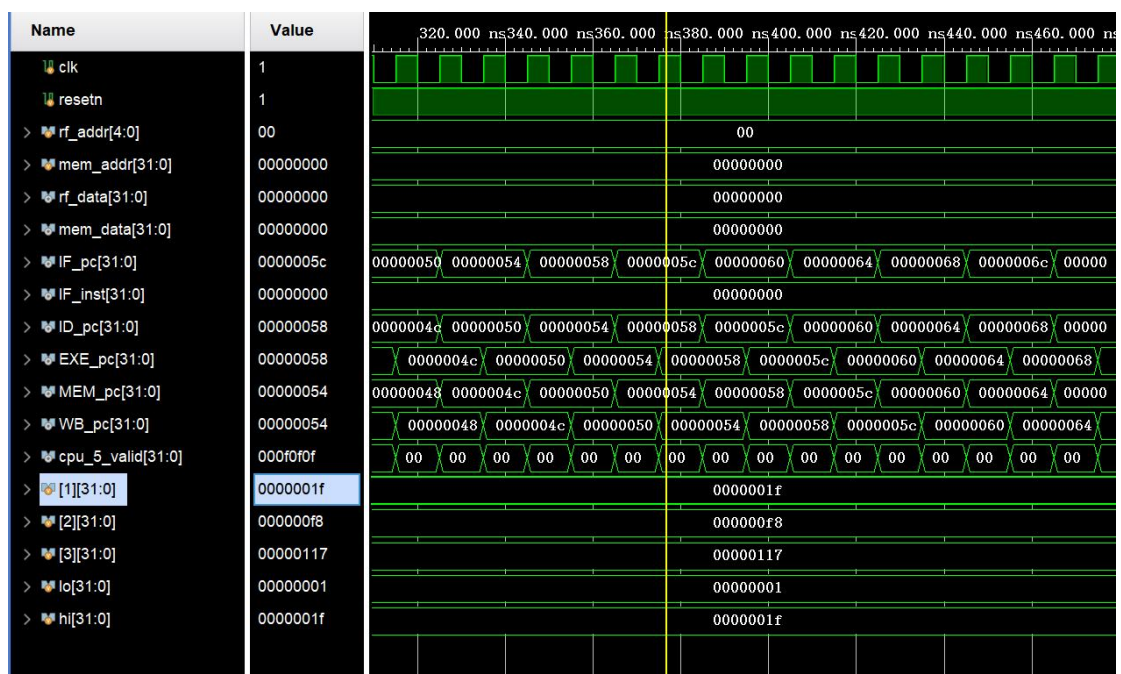 Name Value 320.000 ns 340.000 ns 360.000 ns 380.000 ns 400.000 ns 420.000 ns 440.000 ns 460.000 ns
clk 1
resetn 1
rf_addr[4:0] 00 00
mem_addr[31:0] 00000000 00000000
rf_data[31:0] 00000000 00000000
mem_data[31:0] 00000000 00000000
IF_pc[31:0] 0000005c 00000050 00000054 00000058 0000005c 00000060 00000064 00000068 0000006c 00000
IF_inst[31:0] 00000000 00000000
ID_pc[31:0] 00000058 0000004c 00000050 00000054 00000058 0000005c 00000060 00000064 00000068 00000
EXE_pc[31:0] 00000058 0000004c 00000050 00000054 00000058 0000005c 00000060 00000064 00000068
MEM_pc[31:0] 00000054 00000048 0000004c 00000050 00000054 00000058 0000005c 00000060 00000064 00000
WB_pc[31:0] 00000054 00000048 0000004c 00000050 00000054 00000058 0000005c 00000060 00000064
cpu_5_valid[31:0] 000f0f0f 00 00 00 00 00 00 00 00 00 00 00 00 00 00 00 00
[1][31:0] 0000001f 0000001f
[2][31:0] 000000f8 000000f8
[3][31:0] 00000117 00000117
lo[31:0] 00000001 00000001
hi[31:0] 0000001f 0000001f